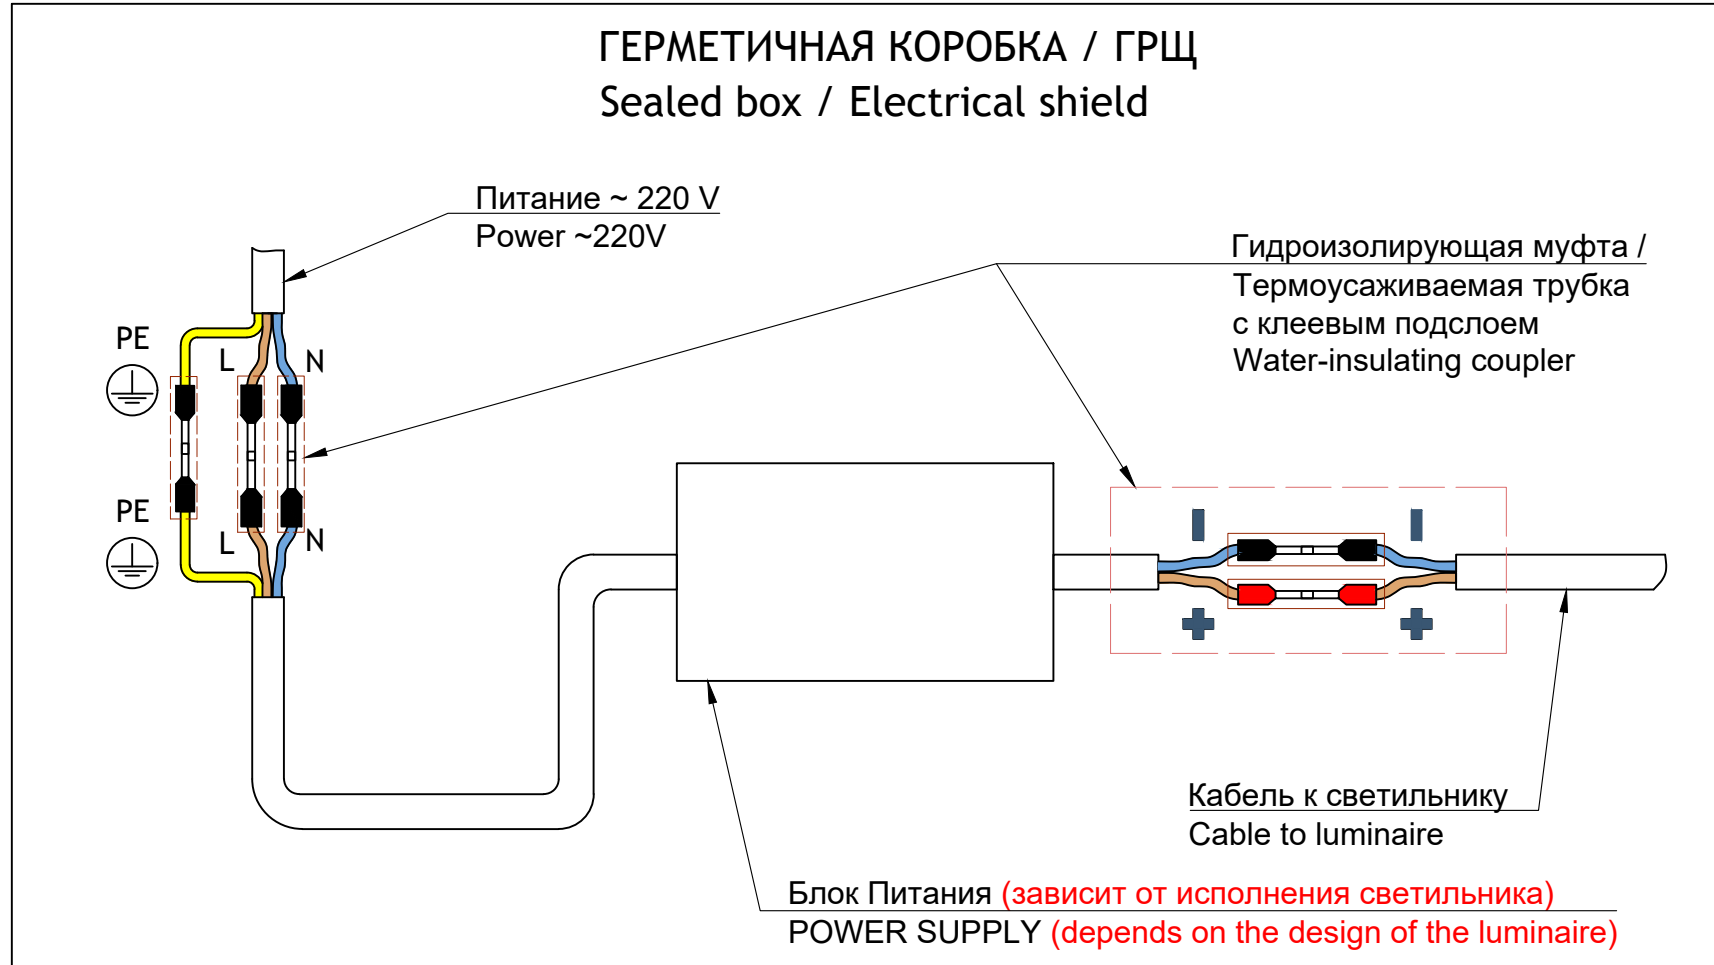 ГЕРМЕТИЧНАЯ КОРОБКА / ГРЩ
Sealed box / Electrical shield
Питание ~ 220 V
Power ~220V
Гидроизолирующая муфта /
Термоусаживаемая трубка
с клеевым подслоем
Water-insulating coupler
PE
L
N
PE
L
N
Кабель к светильнику
Cable to luminaire
Блок Питания (зависит от исполнения светильника)
POWER SUPPLY (depends on the design of the luminaire)